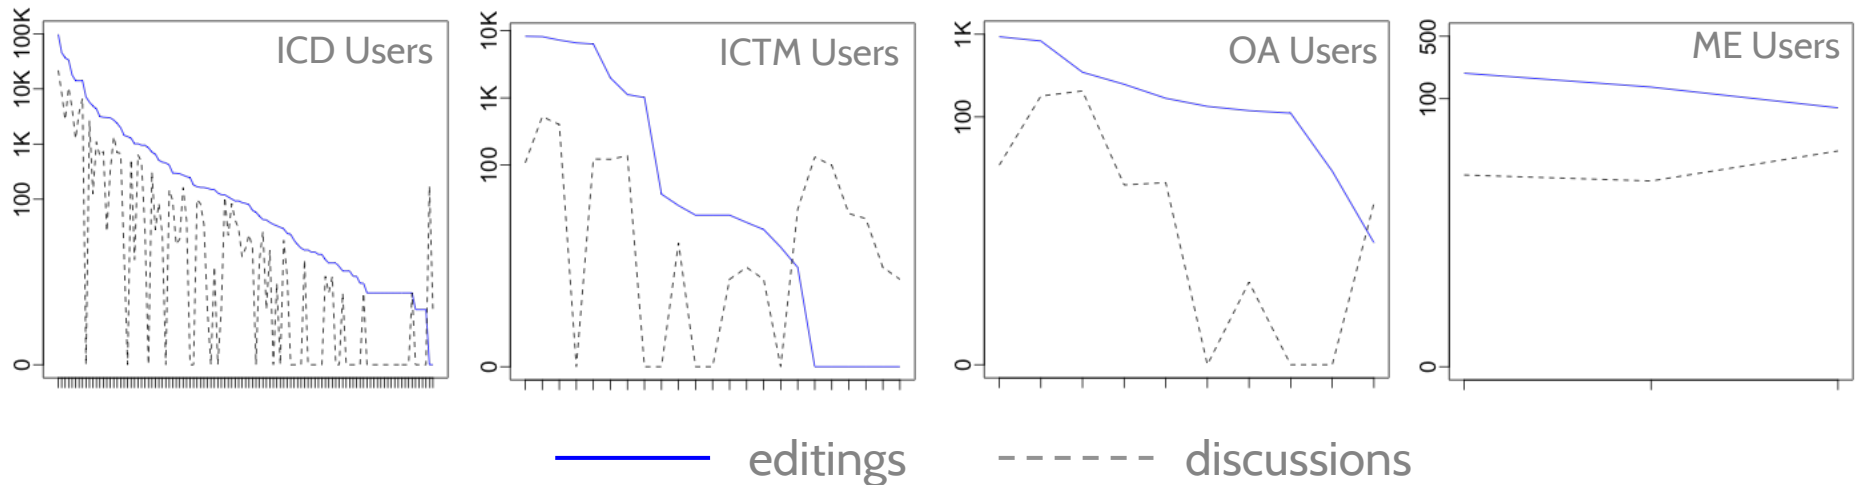 ICD Users
100K
10K
1K
100
0
ICTM Users
10K
1K
100
0
OA Users
1K
100
0
ME Users
500
100
0
editings
discussions